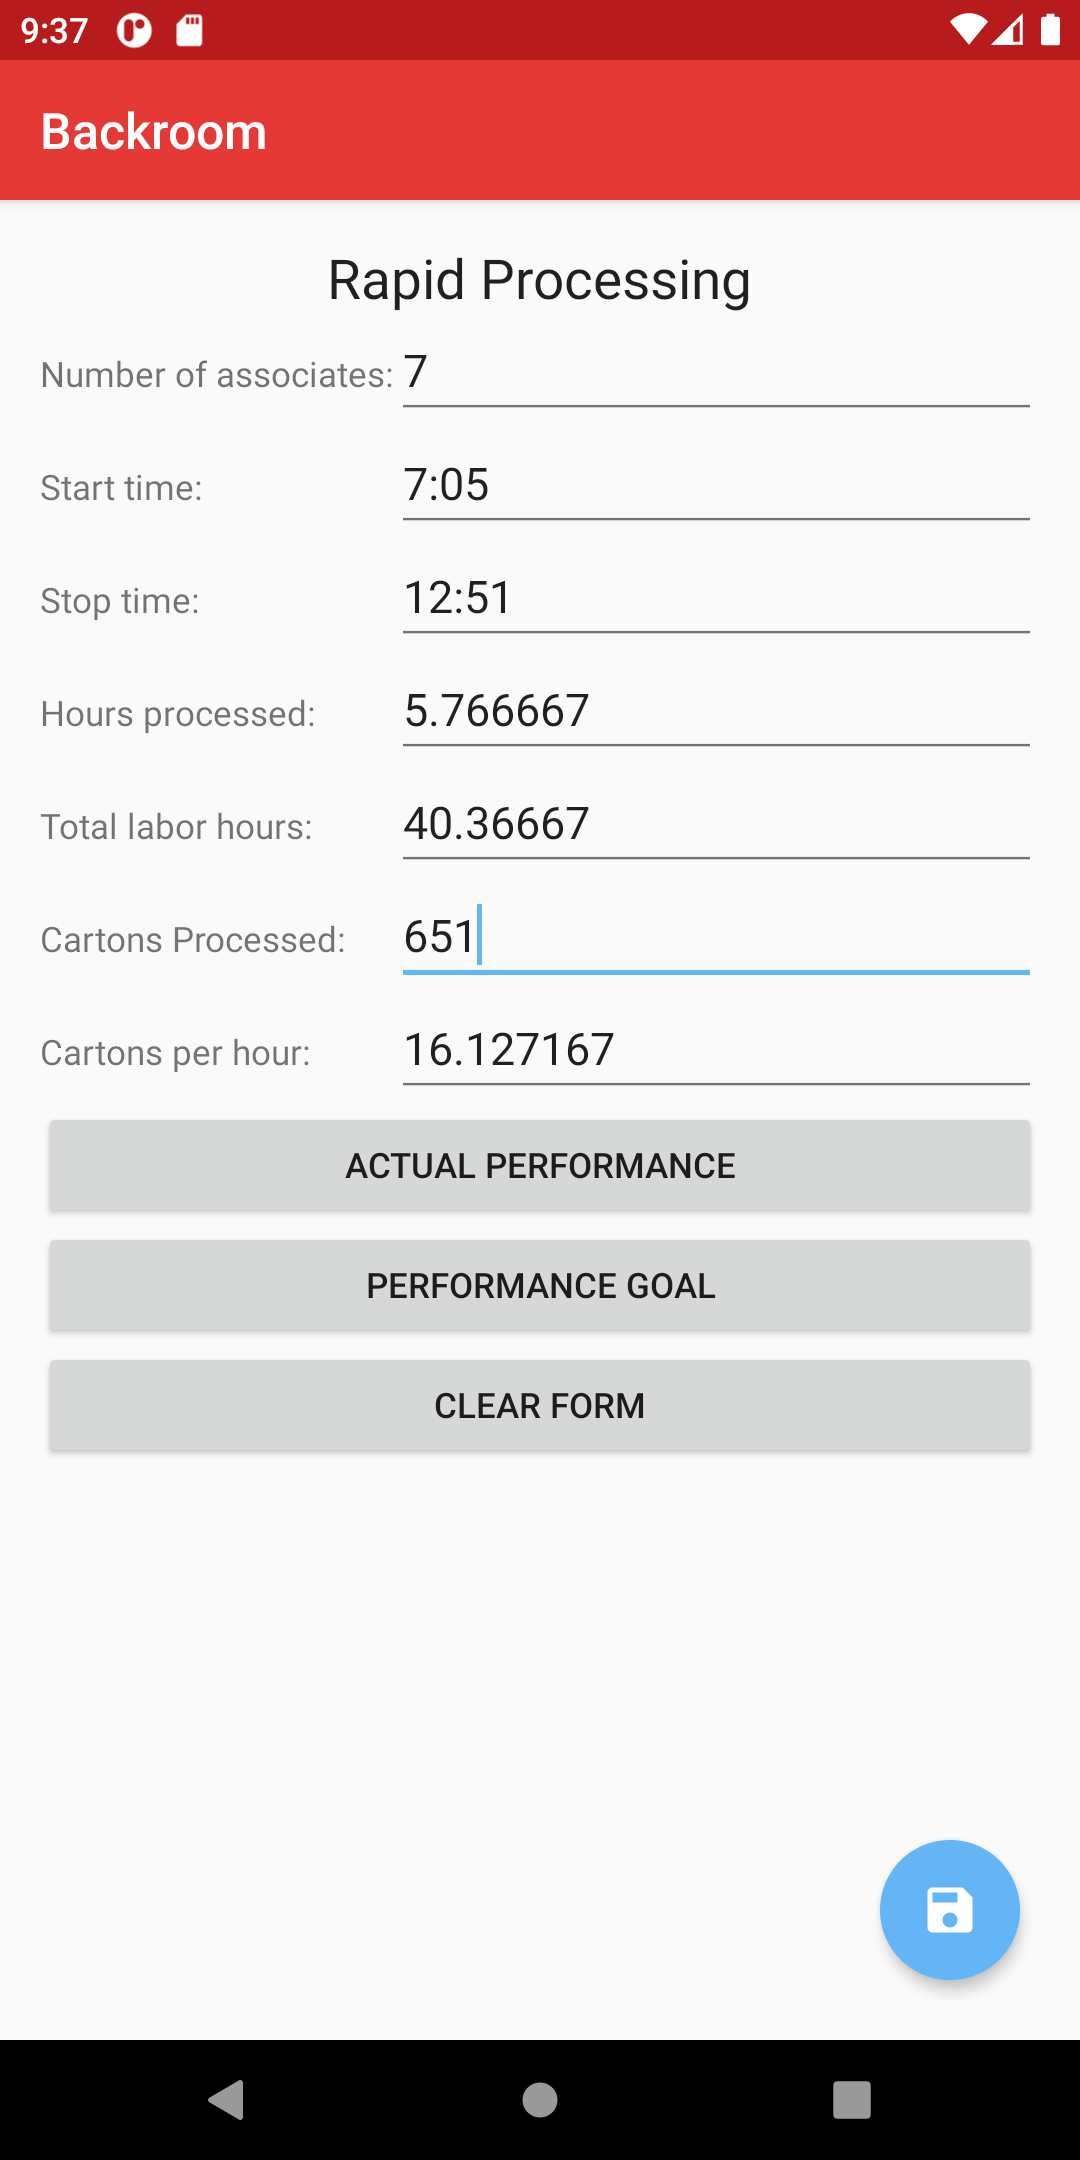 9:37
Backroom
Rapid Processing
Number of associates: 7
Start time: 7:05
Stop time: 12:51
Hours processed: 5.766667
Total labor hours: 40.36667
Cartons Processed: 651
Cartons per hour: 16.127167
ACTUAL PERFORMANCE
PERFORMANCE GOAL
CLEAR FORM